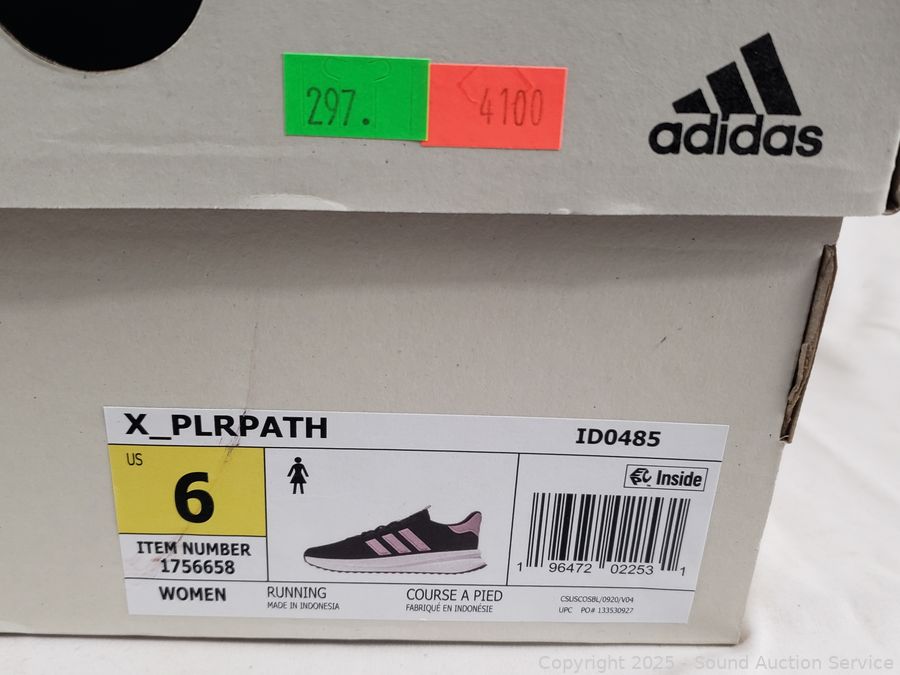 297.
4100
adidas
X_PLRPATH
ID0485
US
6
Inside
ITEM NUMBER
1756658
1 96472 02253 1
WOMEN
RUNNING
MADE IN INDONESIA
COURSE A PIED
FABRIQUÉ EN INDONÉSIE
CSUSCOSBL/0920/V04
UPC PO# 133530927
Copyright 2025 - Sound Auction Service